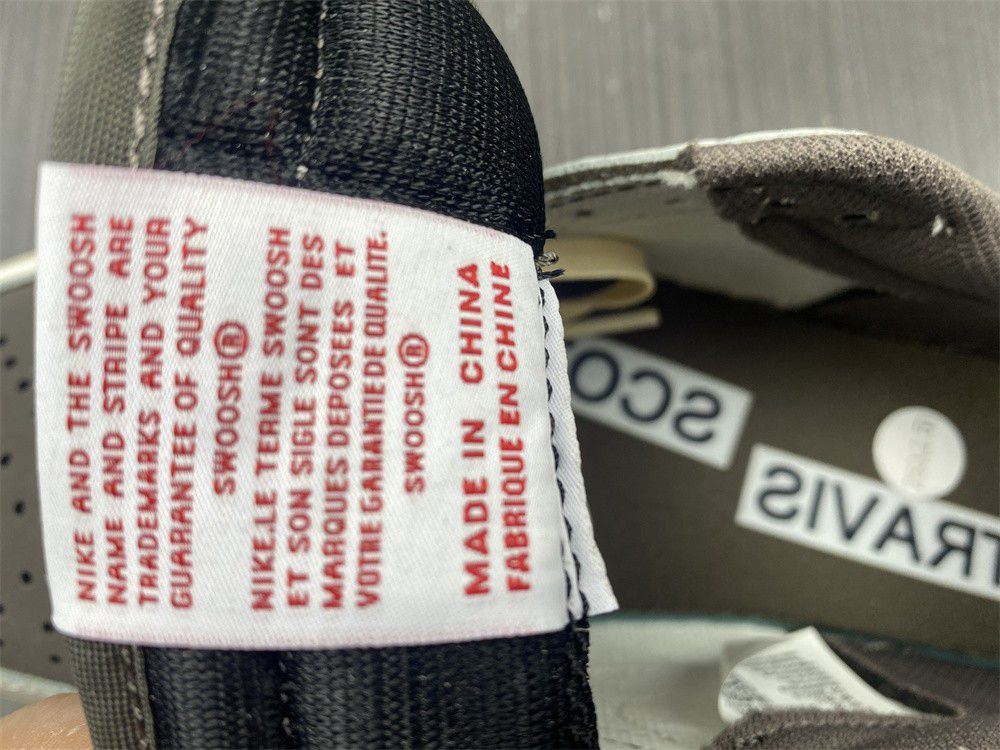 NIKE AND THE SWOOSH
NAME AND STRIPE ARE
TRADEMARKS AND YOUR
GUARANTEE OF QUALITY
SWOOSH®
NIKE.LE TERME SWOOSH
ET SON SIGLE SONT DES
MARQUES DEPOSEES ET
VOTRE GARANTIE DE QUALITE.
SWOOSH®
MADE IN CHINA
FABRIQUE EN CHINE
SCO
TRAVIS